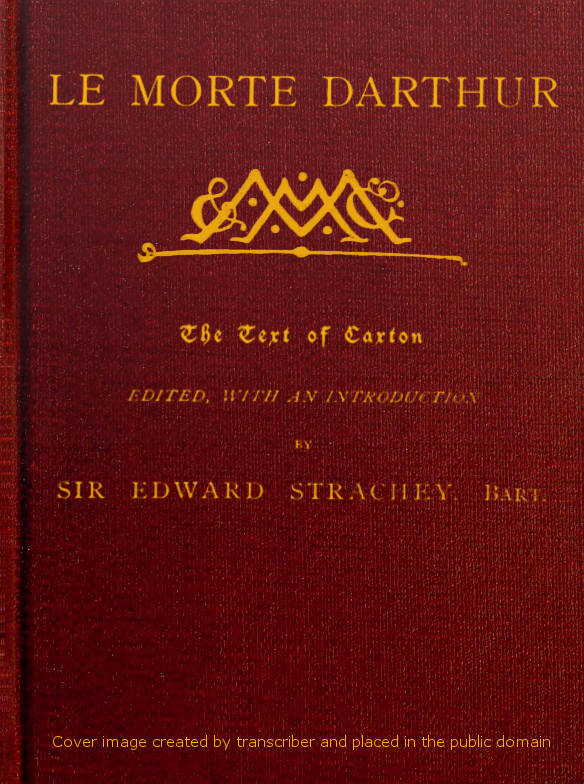 LE MORTE DARTHUR
The Text of Caxton
EDITED, WITH AN INTRODUCTION
BY
SIR EDWARD STRACHEY, BART.
Cover image created by transcriber and placed in the public domain